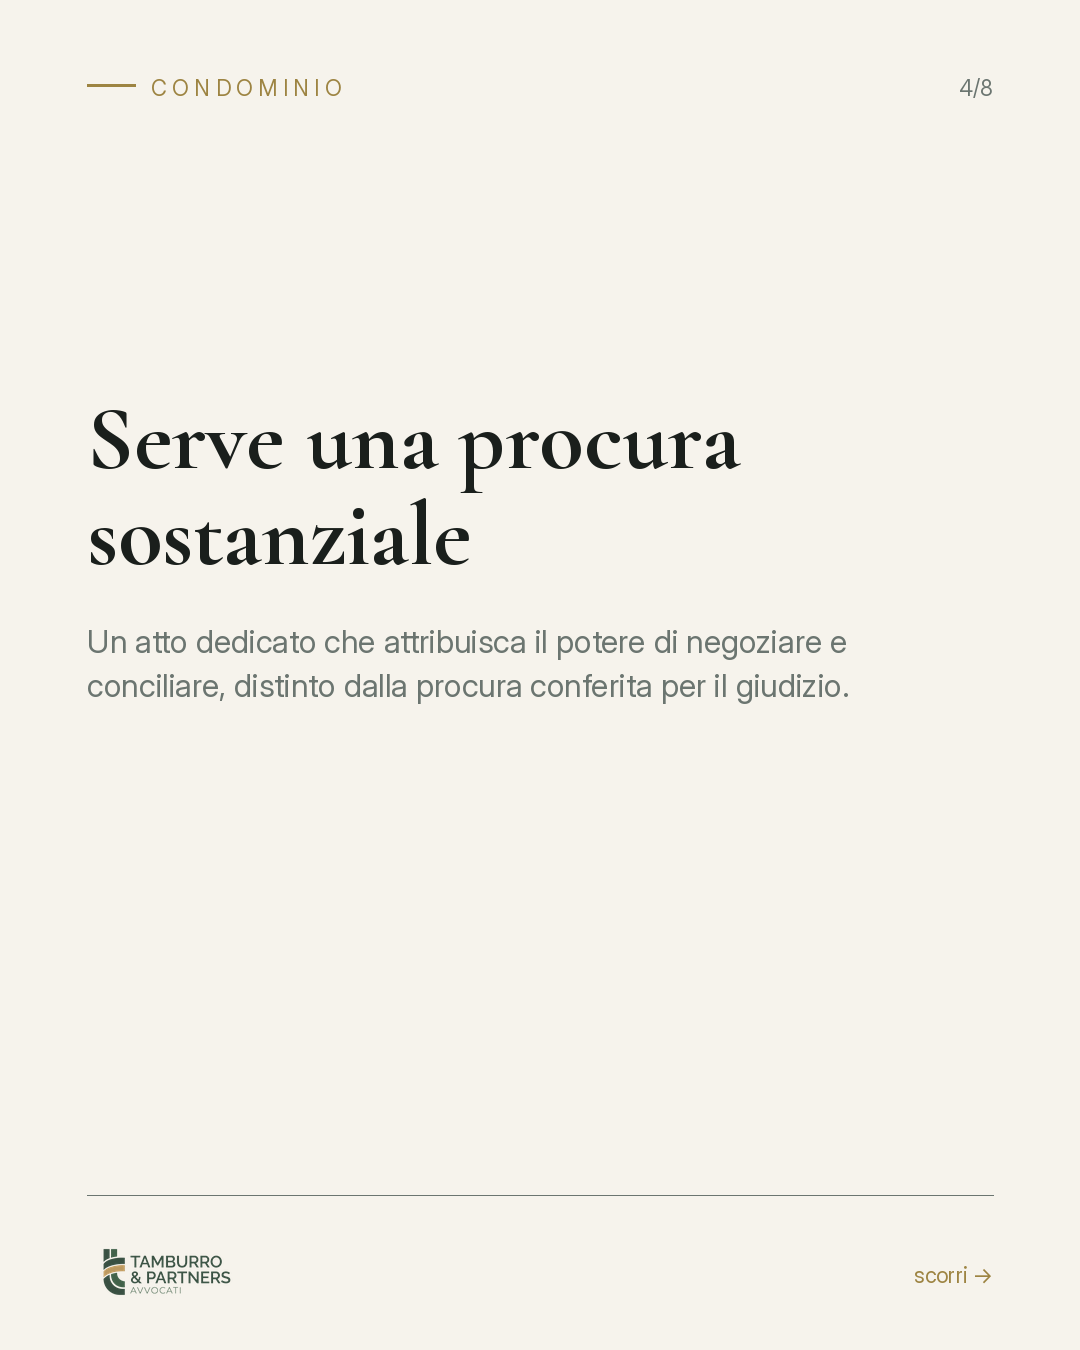 CONDOMINIO
4/8
Serve una procura
sostanziale
Un atto dedicato che attribuisca il potere di negoziare e
conciliare, distinto dalla procura conferita per il giudizio.
TAMBURRO
& PARTNERS
AVVOCATI
scorri →